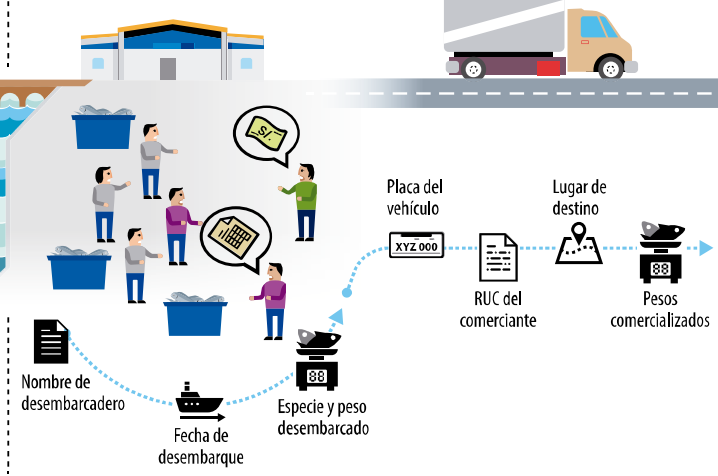 S/.
Nombre de
desembarcadero
Fecha de
desembarque
88
Especie y peso
desembarcado
Placa del
vehículo
XYZ 000
RUC del
comerciante
Lugar de
destino
88
Pesos
comercializados